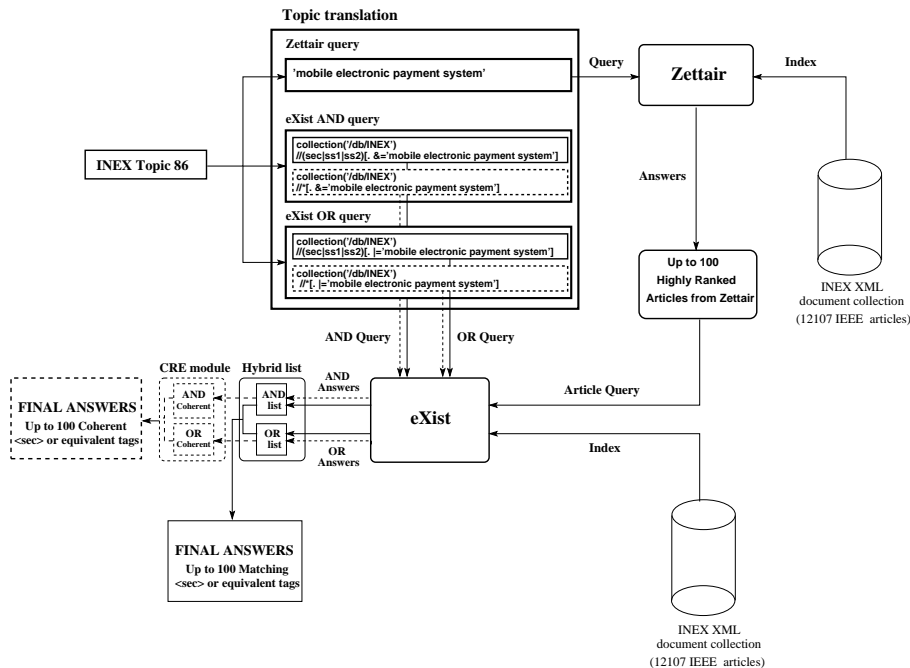 Topic translation
Zettair query
'mobile electronic payment system'
Query
Zettair
Index
eXist AND query
collection('/db/INEX')
//(sec|ss1|ss2)[. &='mobile electronic payment system']
collection('/db/INEX')
//*[. &='mobile electronic payment system']
INEX Topic 86
Answers
eXist OR query
collection('/db/INEX')
//(sec|ss1|ss2)[. |='mobile electronic payment system']
collection('/db/INEX')
//*[. |='mobile electronic payment system']
Up to 100
Highly Ranked
Articles from Zettair
INEX XML
document collection
(12107 IEEE articles)
AND Query
OR Query
CRE module
Hybrid list
AND
Answers
Article Query
FINAL ANSWERS
Up to 100 Coherent
<sec> or equivalent tags
AND
Coherent
OR
Coherent
AND
list
OR
list
eXist
OR
Answers
Index
FINAL ANSWERS
Up to 100 Matching
<sec> or equivalent tags
INEX XML
document collection
(12107 IEEE articles)